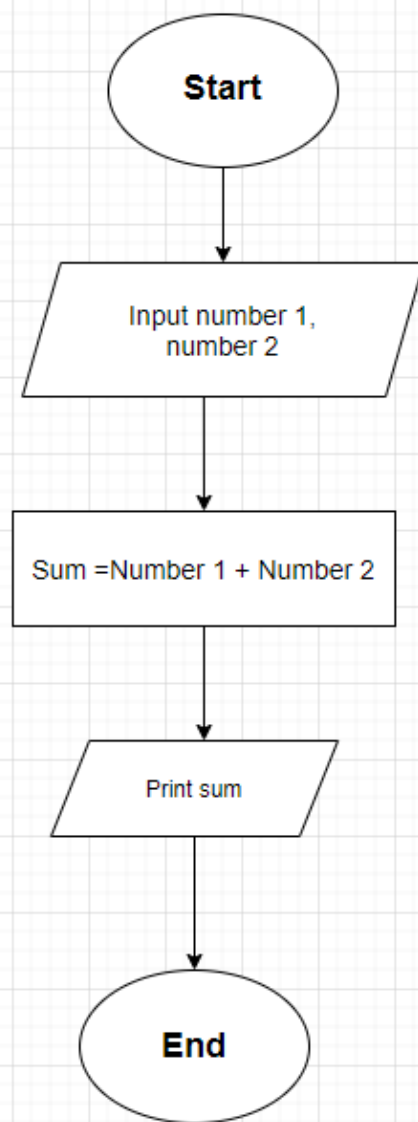 Start
Input number 1,
number 2
Sum =Number 1 + Number 2
Print sum
End